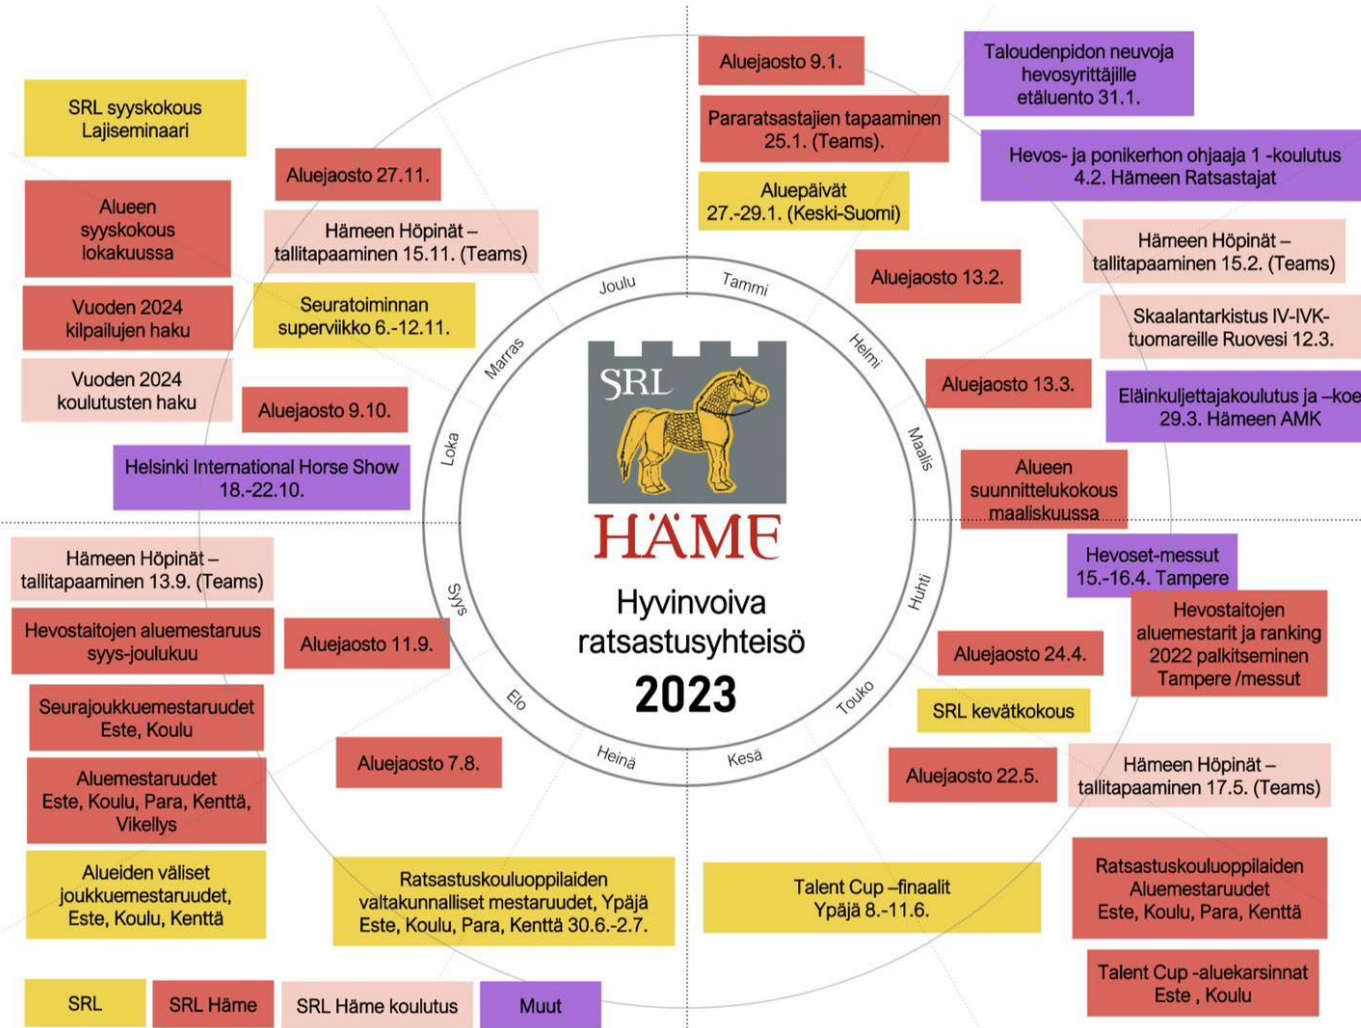 Aluejaosto 9.1.
Pararatsastajien tapaaminen
25.1. (Teams).
Aluepäivät
27.-29.1. (Keski-Suomi)
Taloudenpidon neuvoja
hevosyrittäjille
etäluento 31.1.
Hevos- ja ponikerhon ohjaaja 1 -koulutus
4.2. Hämeen Ratsastajat
Aluejaosto 13.2.
Hämeen Höpinät –
tallitapaaminen 15.2. (Teams)
Skaalantarkistus IV-IVK-
tuomareille Ruovesi 12.3.
Aluejaosto 13.3.
Eläinkuljettajakoulutus ja –koe
29.3. Hämeen AMK
Alueen
suunnittelukokous
maaliskuussa
Hevoset-messut
15.-16.4. Tampere
Hevostaitojen
aluemestarit ja ranking
2022 palkitseminen
Tampere /messut
Aluejaosto 24.4.
SRL kevätkokous
Aluejaosto 22.5.
Hämeen Höpinät –
tallitapaaminen 17.5. (Teams)
Ratsastuskouluoppilaiden
Aluemestaruudet
Este, Koulu, Para, Kenttä
Talent Cup -aluekarsinnat
Este , Koulu
Talent Cup –finaalit
Ypäjä 8.-11.6.
Ratsastuskouluoppilaiden
valtakunnalliset mestaruudet, Ypäjä
Este, Koulu, Para, Kenttä 30.6.-2.7.
Aluejaosto 7.8.
Aluejaosto 11.9.
Hämeen Höpinät –
tallitapaaminen 13.9. (Teams)
Hevostaitojen aluemestaruus
syys-joulukuu
Seurajoukkuemestaruudet
Este, Koulu
Aluemestaruudet
Este, Koulu, Para, Kenttä,
Vikellys
Alueiden väliset
joukkuemestaruudet,
Este, Koulu, Kenttä
SRL syyskokous
Lajiseminaari
Alueen
syyskokous
lokakuussa
Vuoden 2024
kilpailujen haku
Vuoden 2024
koulutusten haku
Aluejaosto 27.11.
Hämeen Höpinät –
tallitapaaminen 15.11. (Teams)
Seuratoiminnan
superviikko 6.-12.11.
Aluejaosto 9.10.
Helsinki International Horse Show
18.-22.10.
Tammi
Helmi
Maalis
Huhti
Touko
Kesä
Heinä
Elo
Syys
Loka
Marras
Joulu
SRL
HÄME
Hyvinvoiva
ratsastusyhteisö
2023
SRL
SRL Häme
SRL Häme koulutus
Muut